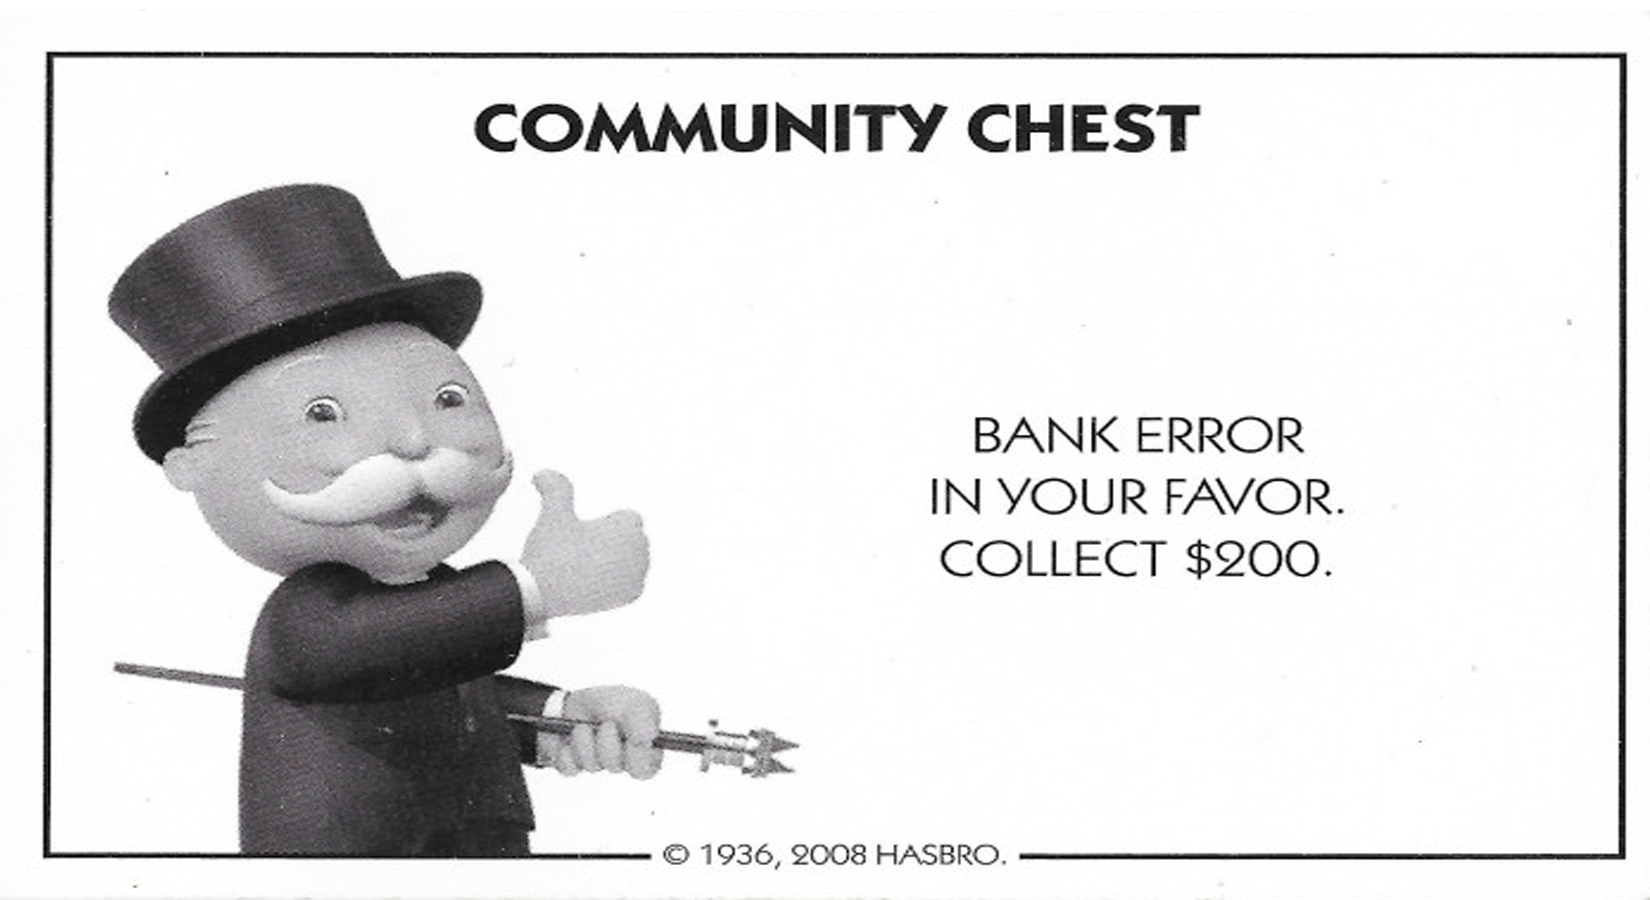 COMMUNITY CHEST
BANK ERROR
IN YOUR FAVOR.
COLLECT $200.
© 1936, 2008 HASBRO.